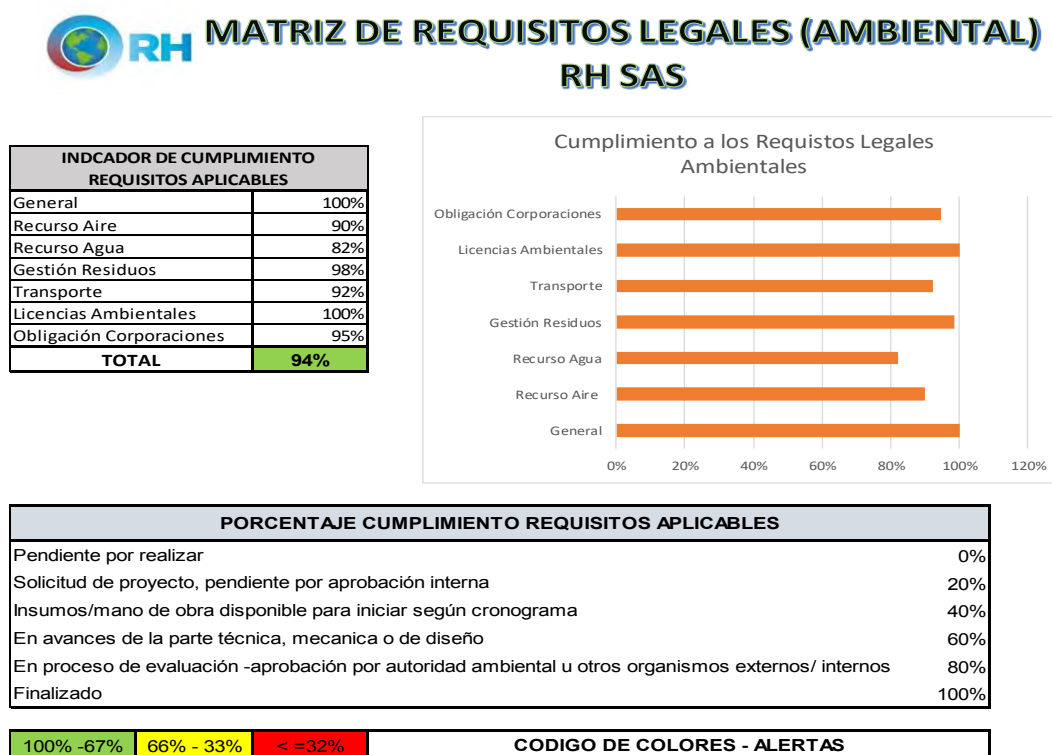 RH MATRIZ DE REQUISITOS LEGALES (AMBIENTAL)
RH SAS
INDCADOR DE CUMPLIMIENTO
REQUISITOS APLICABLES
General 100%
Recurso Aire 90%
Recurso Agua 82%
Gestión Residuos 98%
Transporte 92%
Licencias Ambientales 100%
Obligación Corporaciones 95%
TOTAL 94%
Cumplimiento a los Requistos Legales
Ambientales
Obligación Corporaciones
Licencias Ambientales
Transporte
Gestión Residuos
Recurso Agua
Recurso Aire
General
0% 20% 40% 60% 80% 100% 120%
PORCENTAJE CUMPLIMIENTO REQUISITOS APLICABLES
Pendiente por realizar 0%
Solicitud de proyecto, pendiente por aprobación interna 20%
Insumos/mano de obra disponible para iniciar según cronograma 40%
En avances de la parte técnica, mecanica o de diseño 60%
En proceso de evaluación -aprobación por autoridad ambiental u otros organismos externos/ internos 80%
Finalizado 100%
100% -67% 66% - 33% < =32% CODIGO DE COLORES - ALERTAS